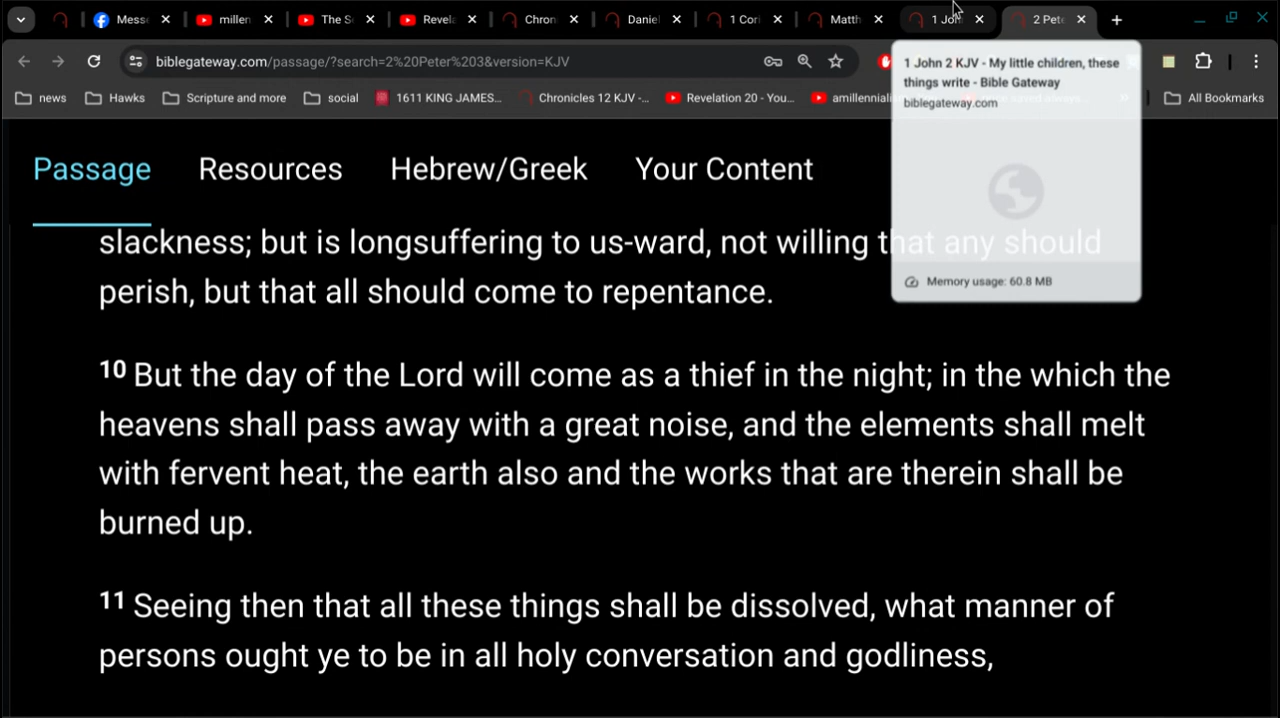 Mess
millen
The S
Revela
Chron
Daniel
1 Cori
Matth
1 Joh
2 Pete
biblegateway.com/passage/?search=2%20Peter%203&version=KJV
news
Hawks
Scripture and more
social
1611 KING JAMES...
Chronicles 12 KJV -...
Revelation 20 - You...
All Bookmarks
1 John 2 KJV - My little children, these
things write - Bible Gateway
biblegateway.com
Memory usage: 60.8 MB
Passage
Resources
Hebrew/Greek
Your Content
slackness; but is longsuffering to us-ward, not willing that any should
perish, but that all should come to repentance.
10 But the day of the Lord will come as a thief in the night; in the which the
heavens shall pass away with a great noise, and the elements shall melt
with fervent heat, the earth also and the works that are therein shall be
burned up.
11 Seeing then that all these things shall be dissolved, what manner of
persons ought ye to be in all holy conversation and godliness,